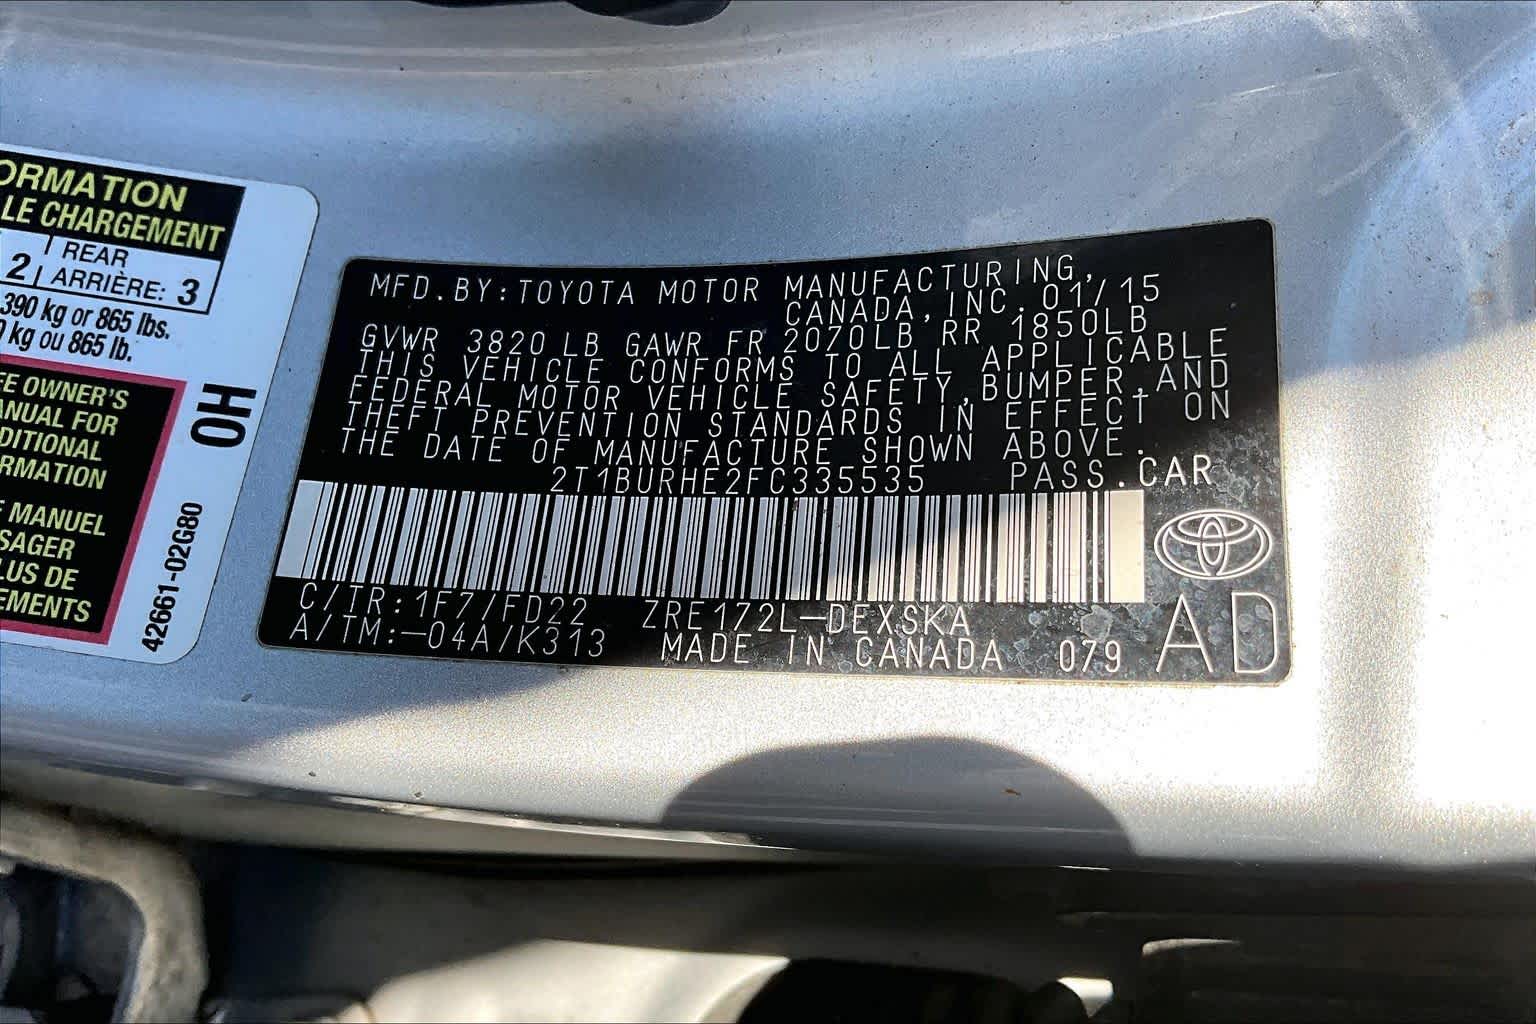 ORMATION
LE CHARGEMENT
2 REAR
ARRIÈRE: 3
390 kg or 865 lbs.
kg ou 865 lb.
EE OWNER'S
ANUAL FOR
DITIONAL
RMATION
E MANUEL
SAGER
LUS DE
EMENTS
OH
42661-02G80
MFD.BY:TOYOTA MOTOR MANUFACTURING,
CANADA,INC.01/15
GVWR 3820 LB GAWR FR 2070LB RR 1850LB
THIS VEHICLE CONFORMS TO ALL APPLICABLE
FEDERAL MOTOR VEHICLE SAFETY,BUMPER,AND
THEFT PREVENTION STANDARDS IN EFFECT ON
THE DATE OF MANUFACTURE SHOWN ABOVE.
2T1BURHE2FC335535 PASS.CAR
C/TR:1F7/FD22 ZRE172L-DEXSKA
A/TM:-04A/K313 MADE IN CANADA 079 AD